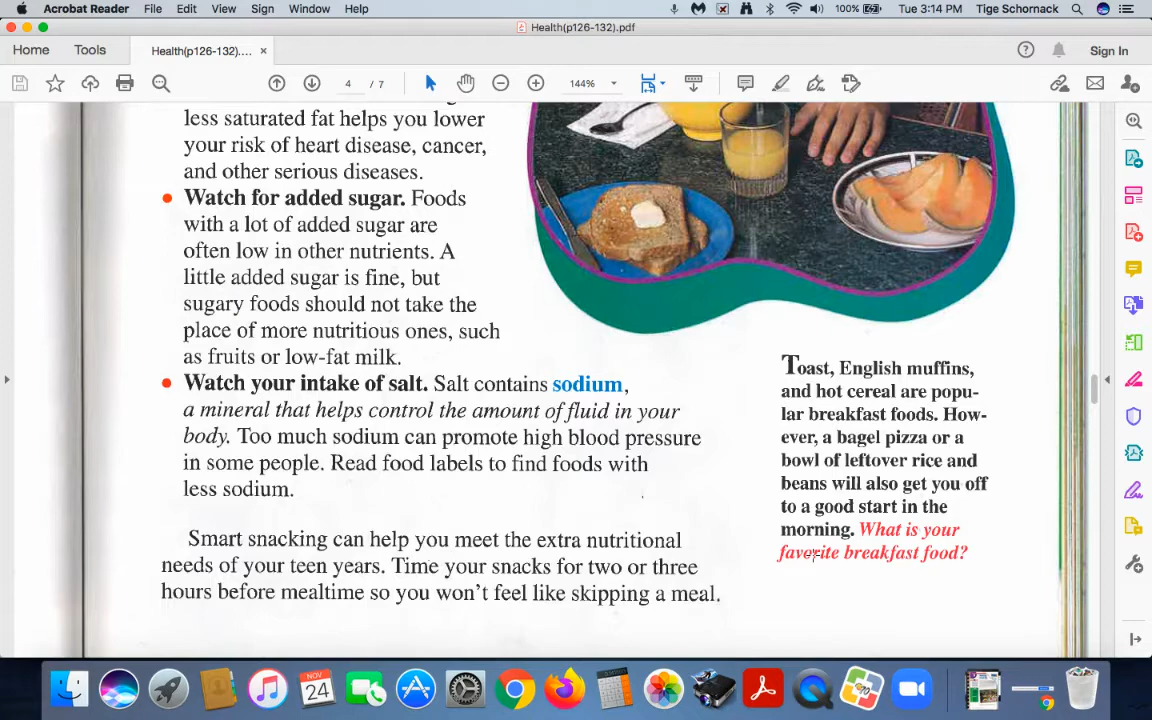 Acrobat Reader File Edit View Sign Window Help
100% Tue 3:14 PM Tige Schornack
Health(p126-132).pdf
Home Tools Health(p126-132).... × Sign In
4 / 7 144%
less saturated fat helps you lower
your risk of heart disease, cancer,
and other serious diseases.
• Watch for added sugar. Foods
with a lot of added sugar are
often low in other nutrients. A
little added sugar is fine, but
sugary foods should not take the
place of more nutritious ones, such
as fruits or low-fat milk.
• Watch your intake of salt. Salt contains sodium,
a mineral that helps control the amount of fluid in your
body. Too much sodium can promote high blood pressure
in some people. Read food labels to find foods with
less sodium.
Smart snacking can help you meet the extra nutritional
needs of your teen years. Time your snacks for two or three
hours before mealtime so you won't feel like skipping a meal.
Toast, English muffins,
and hot cereal are popu-
lar breakfast foods. How-
ever, a bagel pizza or a
bowl of leftover rice and
beans will also get you off
to a good start in the
morning. What is your
favorite breakfast food?
NOV
24